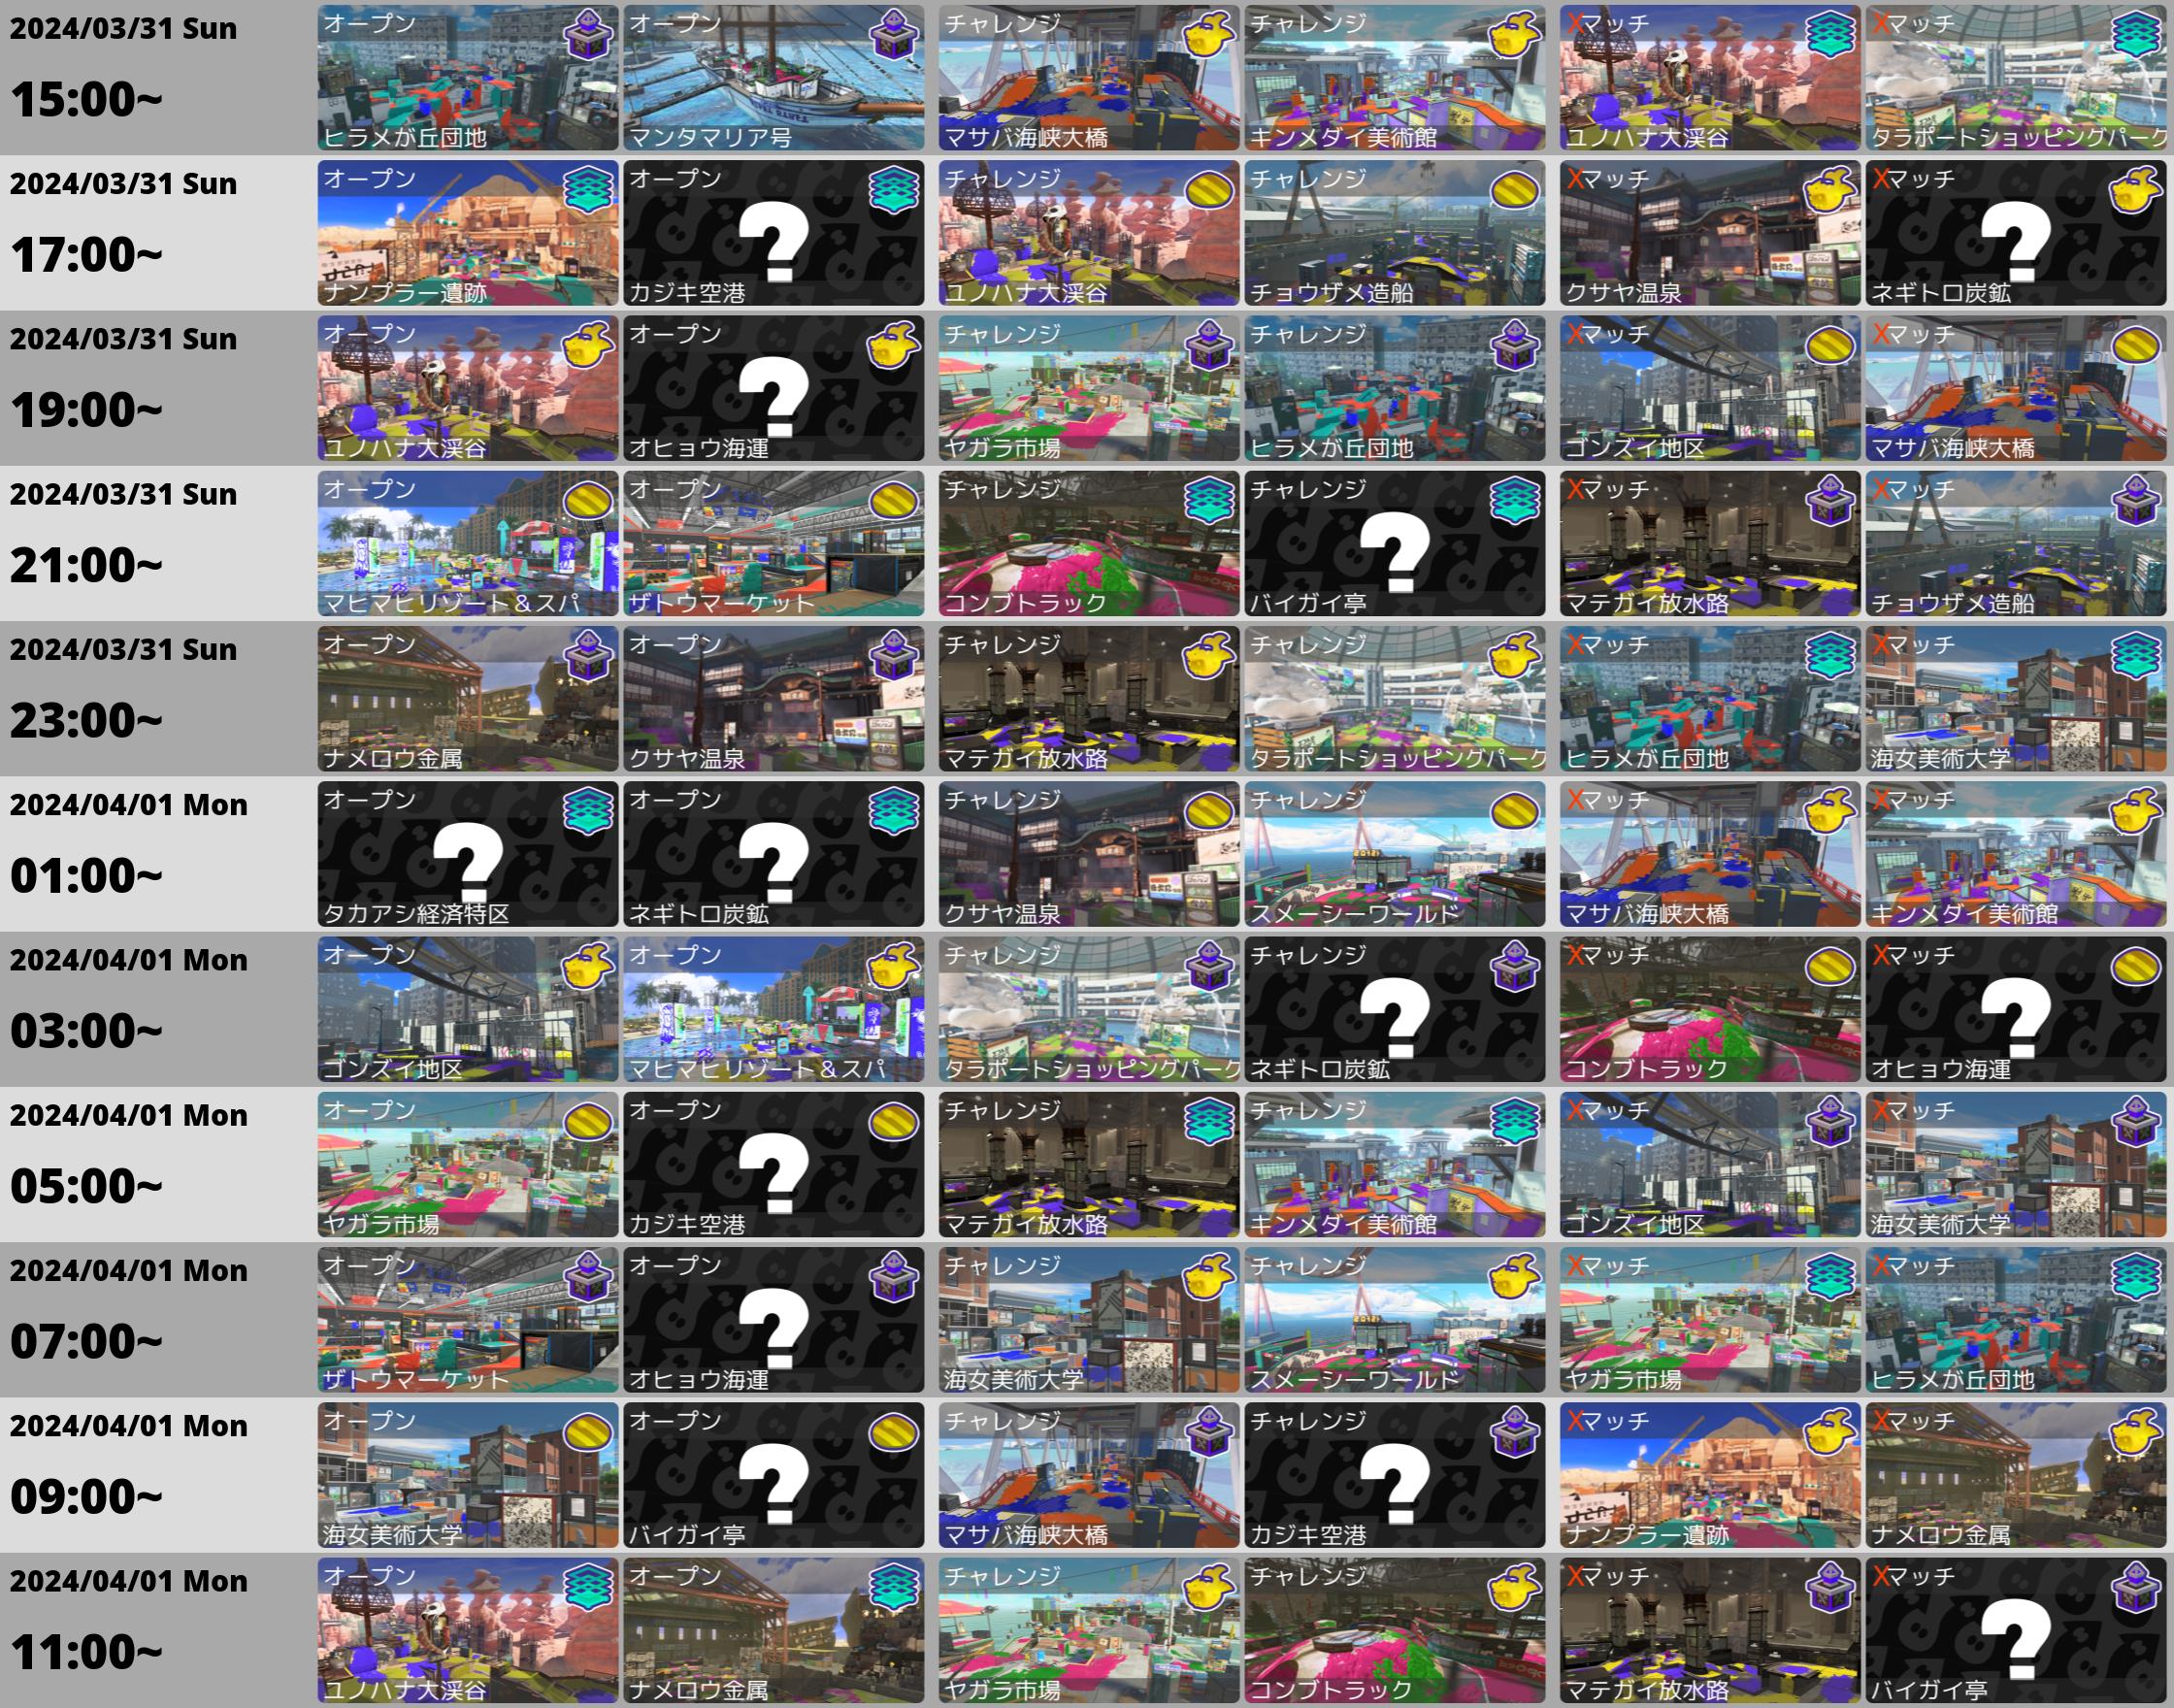 2024/03/31 Sun
15:00~
オープン
ヒラメが丘団地
オープン
マンタマリア号
チャレンジ
マサバ海峡大橋
チャレンジ
キンメダイ美術館
Xマッチ
ユノハナ大渓谷
Xマッチ
タラポートショッピングパーク
2024/03/31 Sun
17:00~
オープン
ナンプラー遺跡
オープン
?
カジキ空港
チャレンジ
ユノハナ大渓谷
チャレンジ
チョウザメ造船
Xマッチ
クサヤ温泉
Xマッチ
?
ネギトロ炭鉱
2024/03/31 Sun
19:00~
オープン
ユノハナ大渓谷
オープン
?
オヒョウ海運
チャレンジ
ヤガラ市場
チャレンジ
ヒラメが丘団地
Xマッチ
ゴンズイ地区
Xマッチ
マサバ海峡大橋
2024/03/31 Sun
21:00~
オープン
マヒマヒリゾート&スパ
オープン
ザトウマーケット
チャレンジ
コンブトラック
チャレンジ
?
バイガイ亭
Xマッチ
マテガイ放水路
Xマッチ
チョウザメ造船
2024/03/31 Sun
23:00~
オープン
ナメロウ金属
オープン
クサヤ温泉
チャレンジ
マテガイ放水路
チャレンジ
タラポートショッピングパーク
Xマッチ
ヒラメが丘団地
Xマッチ
海女美術大学
2024/04/01 Mon
01:00~
オープン
?
タカアシ経済特区
オープン
?
ネギトロ炭鉱
チャレンジ
クサヤ温泉
チャレンジ
スメーシーワールド
Xマッチ
マサバ海峡大橋
Xマッチ
キンメダイ美術館
2024/04/01 Mon
03:00~
オープン
ゴンズイ地区
オープン
マヒマヒリゾート&スパ
チャレンジ
タラポートショッピングパーク
チャレンジ
?
ネギトロ炭鉱
Xマッチ
コンブトラック
Xマッチ
?
オヒョウ海運
2024/04/01 Mon
05:00~
オープン
ヤガラ市場
オープン
?
カジキ空港
チャレンジ
マテガイ放水路
チャレンジ
キンメダイ美術館
Xマッチ
ゴンズイ地区
Xマッチ
海女美術大学
2024/04/01 Mon
07:00~
オープン
ザトウマーケット
オープン
?
オヒョウ海運
チャレンジ
海女美術大学
チャレンジ
スメーシーワールド
Xマッチ
ヤガラ市場
Xマッチ
ヒラメが丘団地
2024/04/01 Mon
09:00~
オープン
海女美術大学
オープン
?
バイガイ亭
チャレンジ
マサバ海峡大橋
チャレンジ
?
カジキ空港
Xマッチ
ナンプラー遺跡
Xマッチ
ナメロウ金属
2024/04/01 Mon
11:00~
オープン
ユノハナ大渓谷
オープン
ナメロウ金属
チャレンジ
ヤガラ市場
チャレンジ
コンブトラック
Xマッチ
マテガイ放水路
Xマッチ
?
バイガイ亭